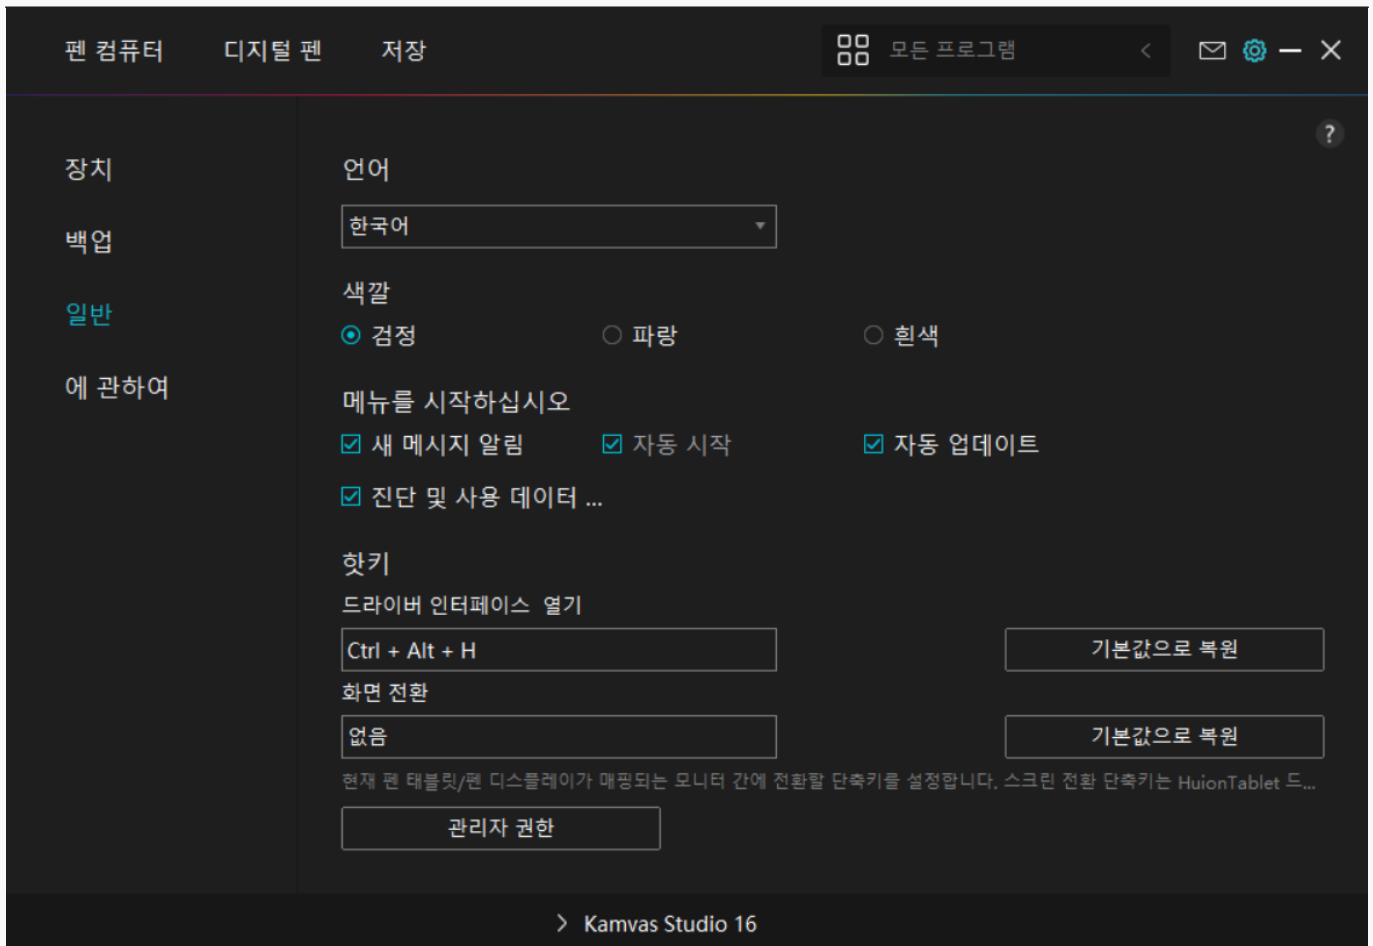 펜 컴퓨터 디지털 펜 저장 모든 프로그램
?
장치
백업
일반
에 관하여
언어
한국어
색깔
검정 파랑 흰색
메뉴를 시작하십시오
새 메시지 알림 자동 시작 자동 업데이트
진단 및 사용 데이터 ...
핫키
드라이버 인터페이스 열기
Ctrl + Alt + H 기본값으로 복원
화면 전환
없음 기본값으로 복원
현재 펜 태블릿/펜 디스플레이가 매핑되는 모니터 간에 전환할 단축키를 설정합니다. 스크린 전환 단축키는 HuionTablet 드...
관리자 권한
Kamvas Studio 16